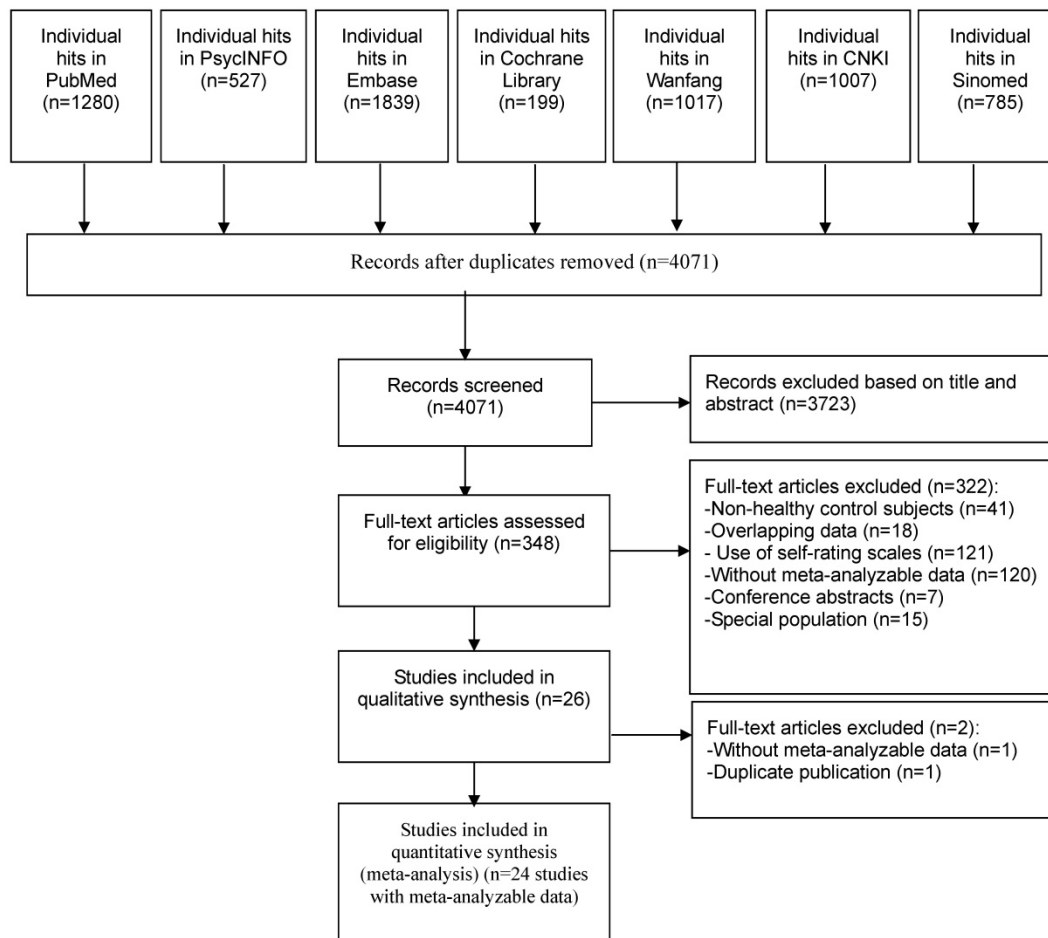 Individual
hits in
PubMed
(n=1280)
Individual hits
in PsycINFO
(n=527)
Individual
hits in
Embase
(n=1839)
Individual hits
in Cochrane
Library
(n=199)
Individual
hits in
Wanfang
(n=1017)
Individual
hits in CNKI
(n=1007)
Individual
hits in
Sinomed
(n=785)
Records after duplicates removed (n=4071)
Records screened
(n=4071)
Records excluded based on title and
abstract (n=3723)
Full-text articles assessed
for eligibility (n=348)
Full-text articles excluded (n=322):
-Non-healthy control subjects (n=41)
-Overlapping data (n=18)
- Use of self-rating scales (n=121)
-Without meta-analyzable data (n=120)
-Conference abstracts (n=7)
-Special population (n=15)
Studies included in
qualitative synthesis (n=26)
Full-text articles excluded (n=2):
-Without meta-analyzable data (n=1)
-Duplicate publication (n=1)
Studies included in
quantitative synthesis
(meta-analysis) (n=24 studies
with meta-analyzable data)